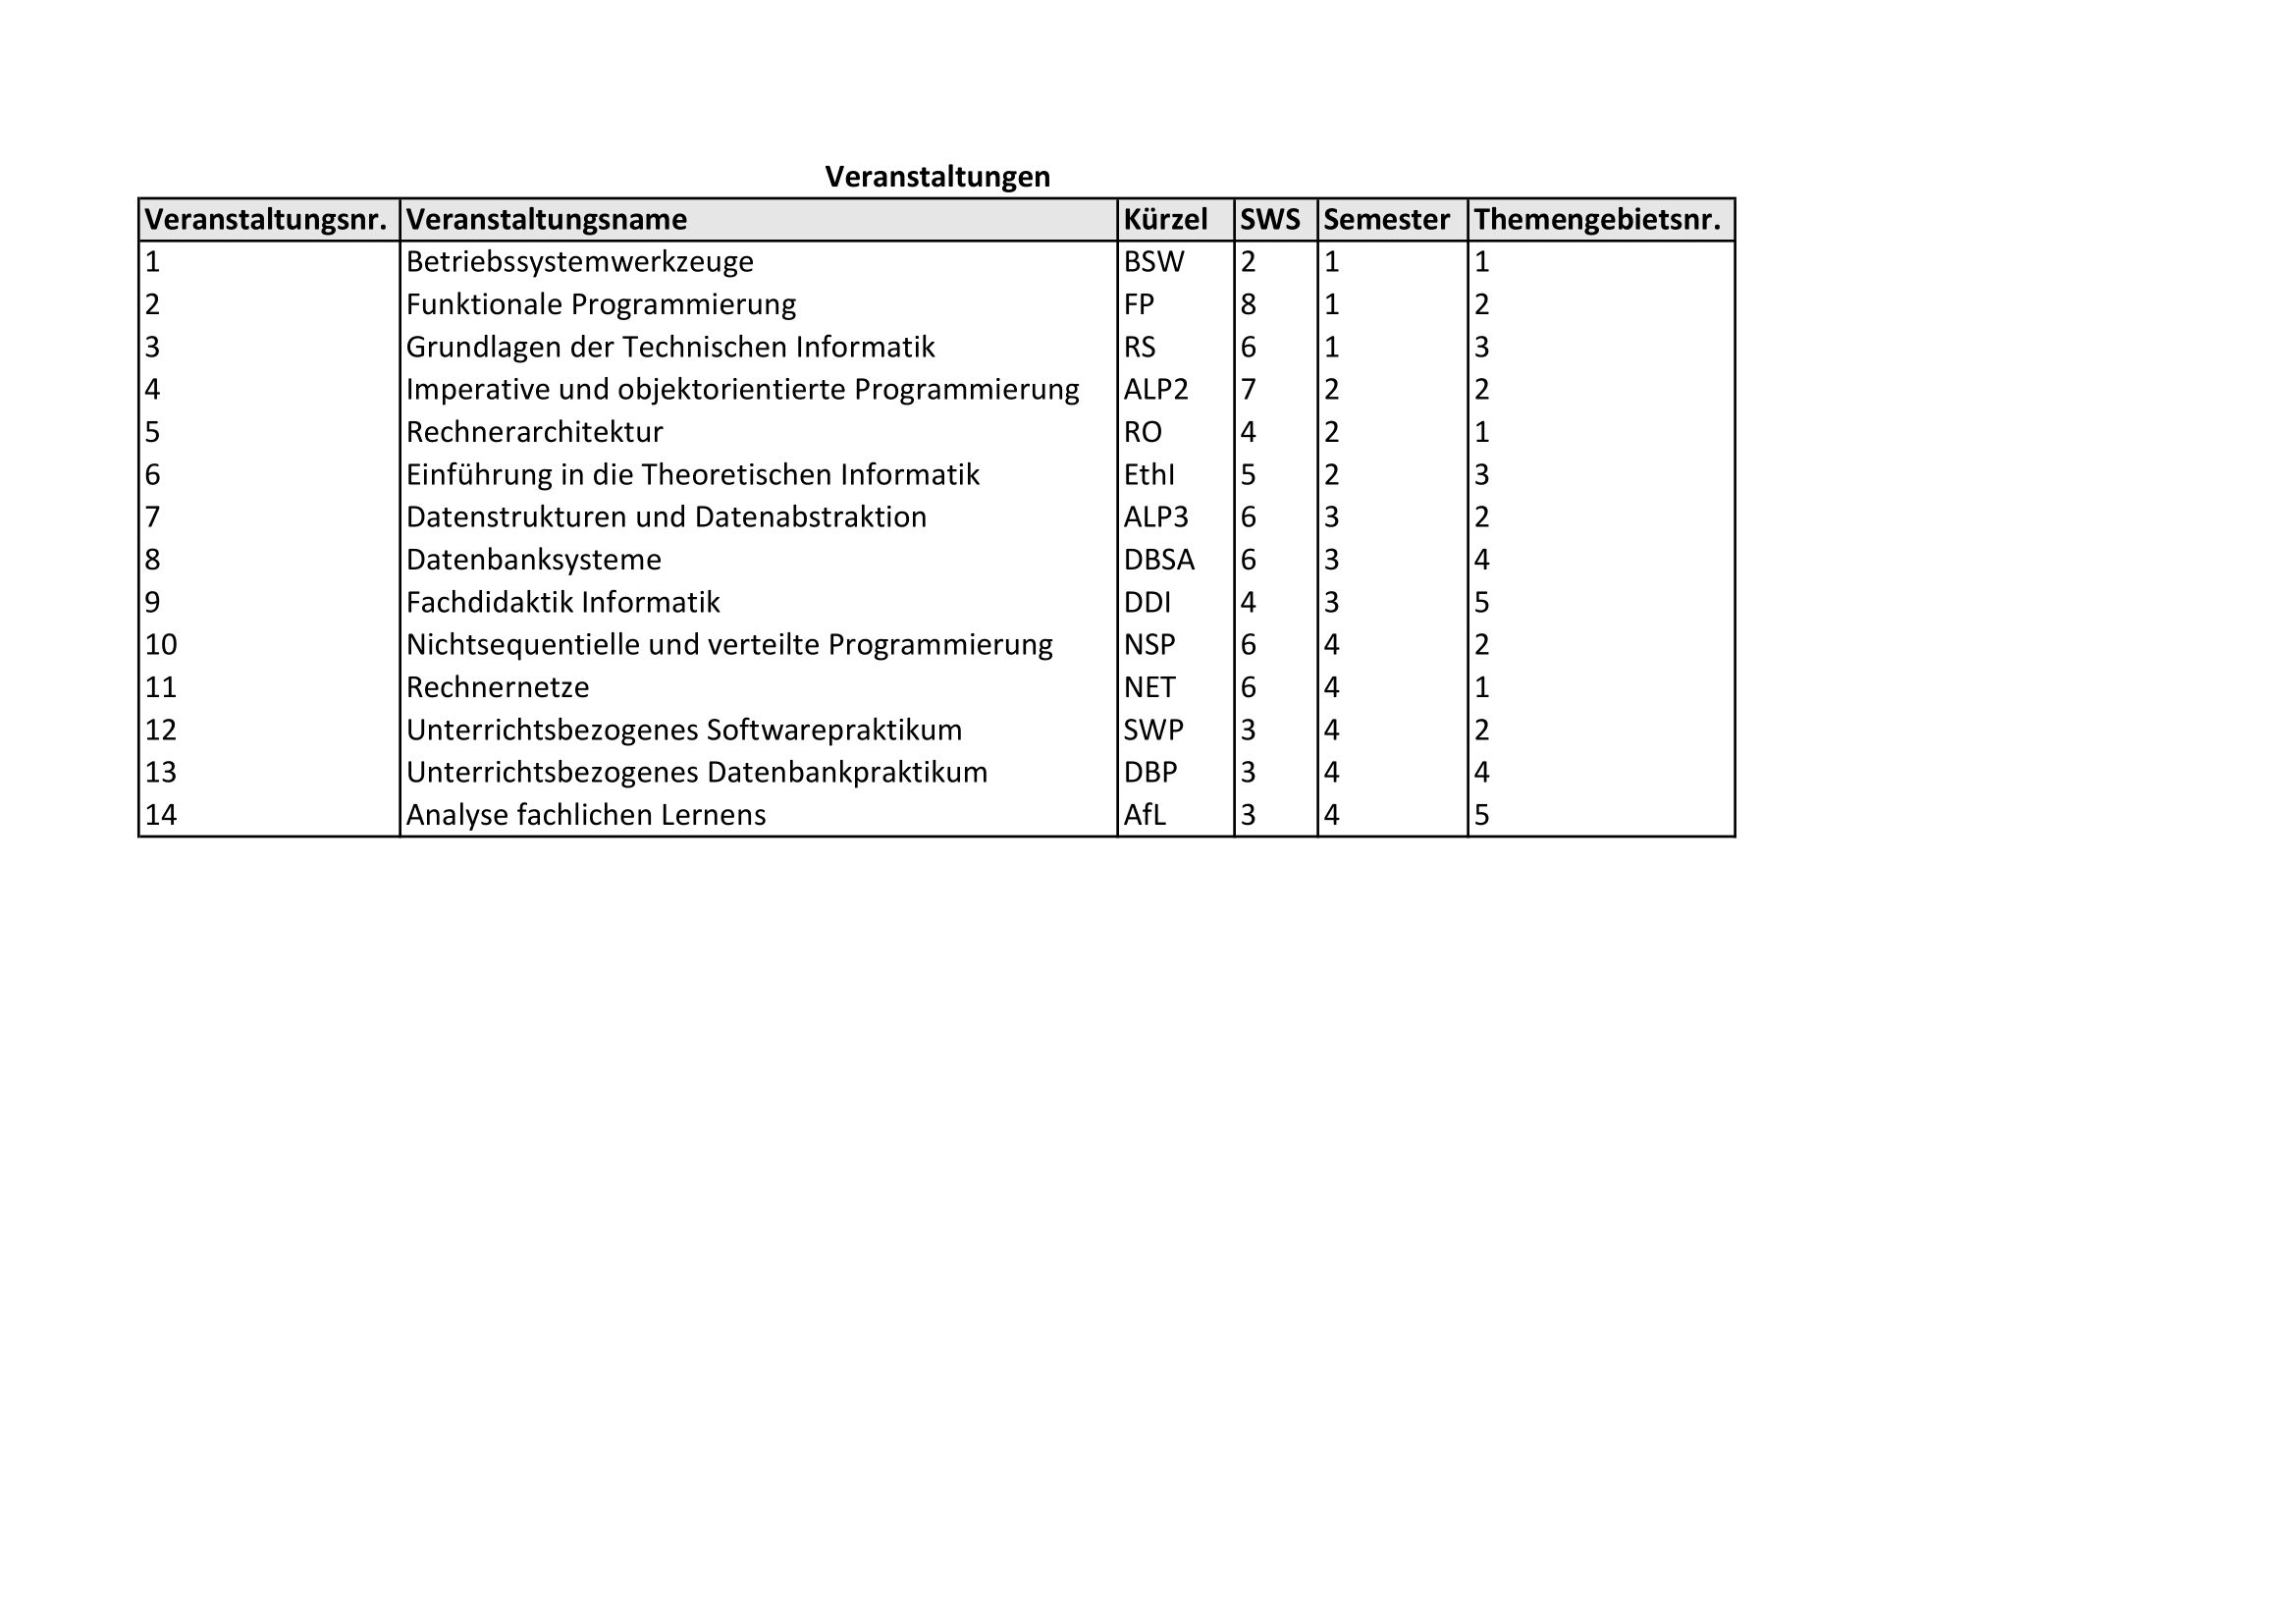 Veranstaltungen
Veranstaltungsnr. Veranstaltungsname Kürzel SWS Semester Themengebietsnr.
1 Betriebssystemwerkzeuge BSW 2 1 1
2 Funktionale Programmierung FP 8 1 2
3 Grundlagen der Technischen Informatik RS 6 1 3
4 Imperative und objektorientierte Programmierung ALP2 7 2 2
5 Rechnerarchitektur RO 4 2 1
6 Einführung in die Theoretischen Informatik EthI 5 2 3
7 Datenstrukturen und Datenabstraktion ALP3 6 3 2
8 Datenbanksysteme DBSA 6 3 4
9 Fachdidaktik Informatik DDI 4 3 5
10 Nichtsequentielle und verteilte Programmierung NSP 6 4 2
11 Rechnernetze NET 6 4 1
12 Unterrichtsbezogenes Softwarepraktikum SWP 3 4 2
13 Unterrichtsbezogenes Datenbankpraktikum DBP 3 4 4
14 Analyse fachlichen Lernens AfL 3 4 5